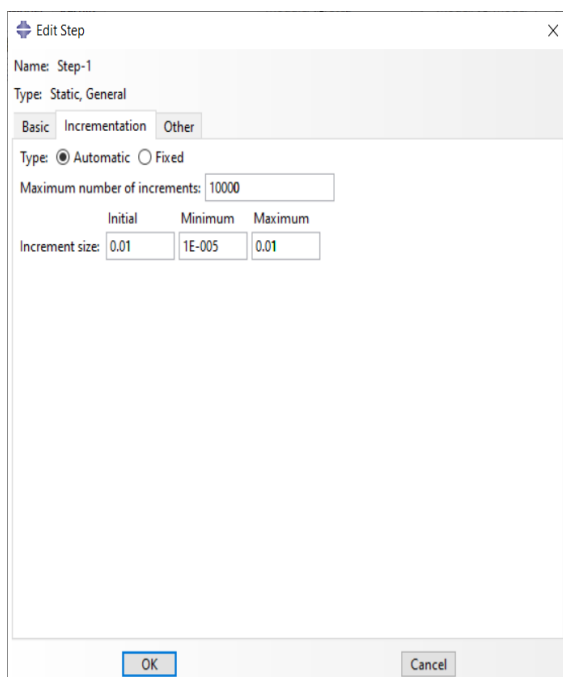 Edit Step
Name: Step-1
Type: Static, General
Basic Incrementation Other
Type: Automatic Fixed
Maximum number of increments: 10000
Initial Minimum Maximum
Increment size: 0.01 1E-005 0.01
OK Cancel